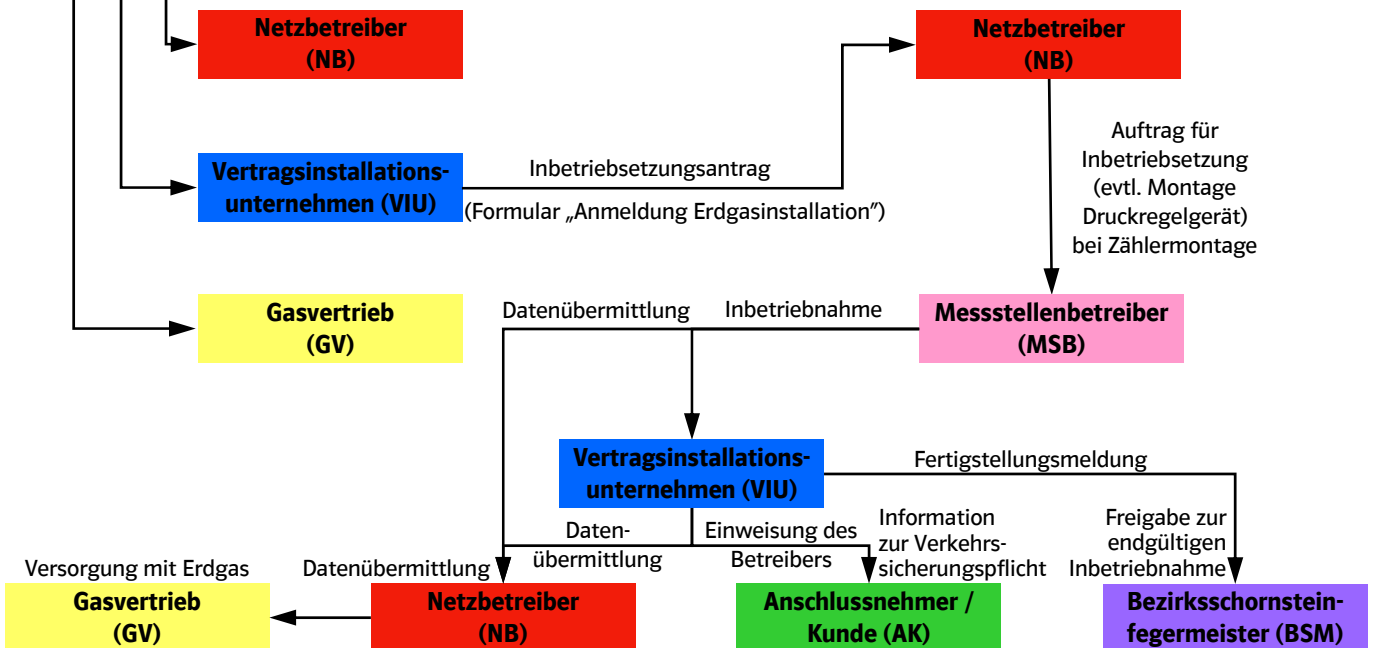 Netzbetreiber
(NB)
Netzbetreiber
(NB)
Auftrag für
Inbetriebsetzung
(evtl. Montage
Druckregelgerät)
bei Zählermontage
Vertragsinstallations-
unternehmen (VIU)
Inbetriebsetzungsantrag
(Formular „Anmeldung Erdgasinstallation”)
Gasvertrieb
(GV)
Datenübermittlung
Inbetriebnahme
Messstellenbetreiber
(MSB)
Vertragsinstallations-
unternehmen (VIU)
Fertigstellungsmeldung
Daten-
übermittlung
Einweisung des
Betreibers
Information
zur Verkehrs-
sicherungspflicht
Freigabe zur
endgültigen
Inbetriebnahme
Versorgung mit Erdgas
Datenübermittlung
Gasvertrieb
(GV)
Netzbetreiber
(NB)
Anschlussnehmer /
Kunde (AK)
Bezirksschornstein-
fegermeister (BSM)